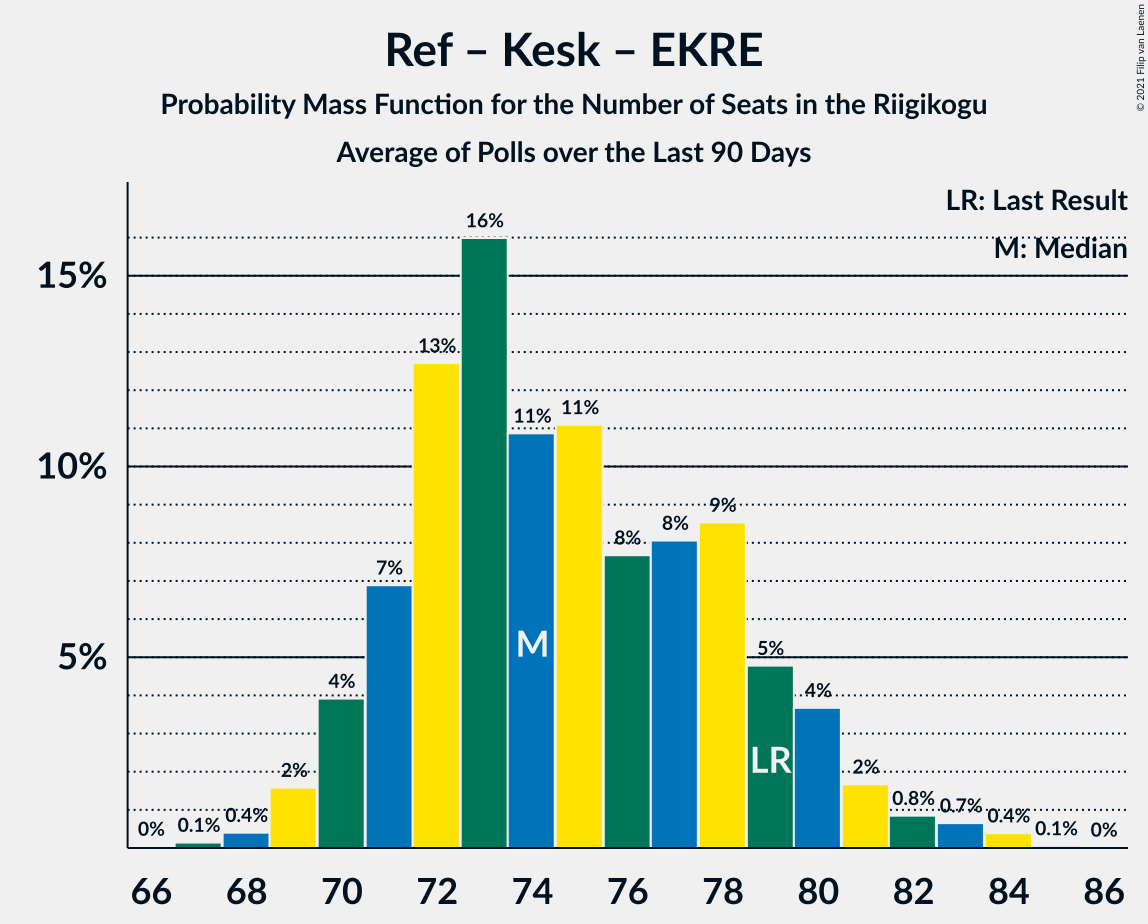 Ref – Kesk – EKRE
Probability Mass Function for the Number of Seats in the Riigikogu
Average of Polls over the Last 90 Days
© 2021 Filip van Laenen
LR: Last Result
M: Median
15%
10%
5%
0%
0.1%
0.4%
2%
4%
7%
13%
16%
11%
11%
8%
8%
9%
5%
4%
2%
0.8%
0.7%
0.4%
0.1%
0%
M
LR
66 68 70 72 74 76 78 80 82 84 86